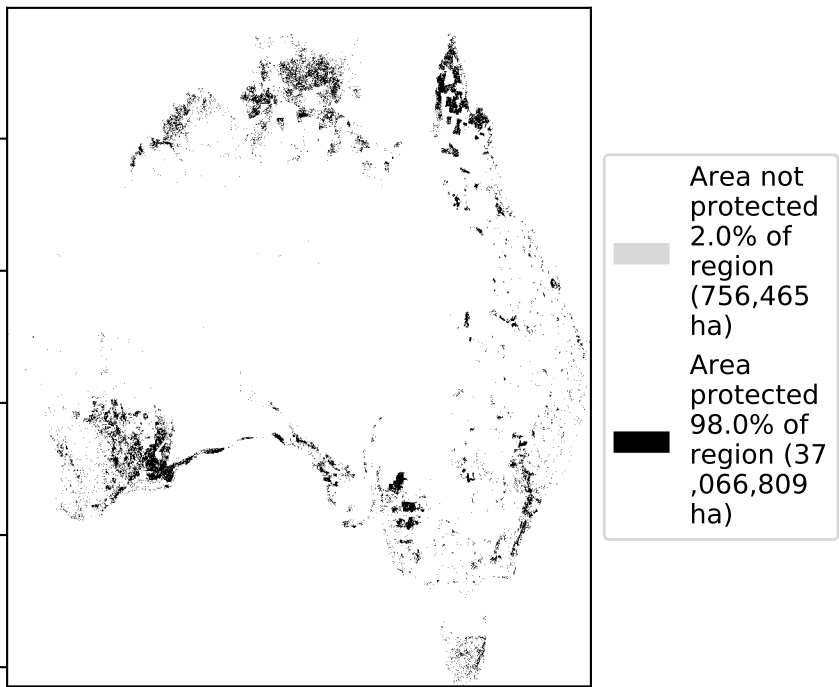 Area not
protected
2.0% of
region
(756,465
ha)
Area
protected
98.0% of
region (37
,066,809
ha)